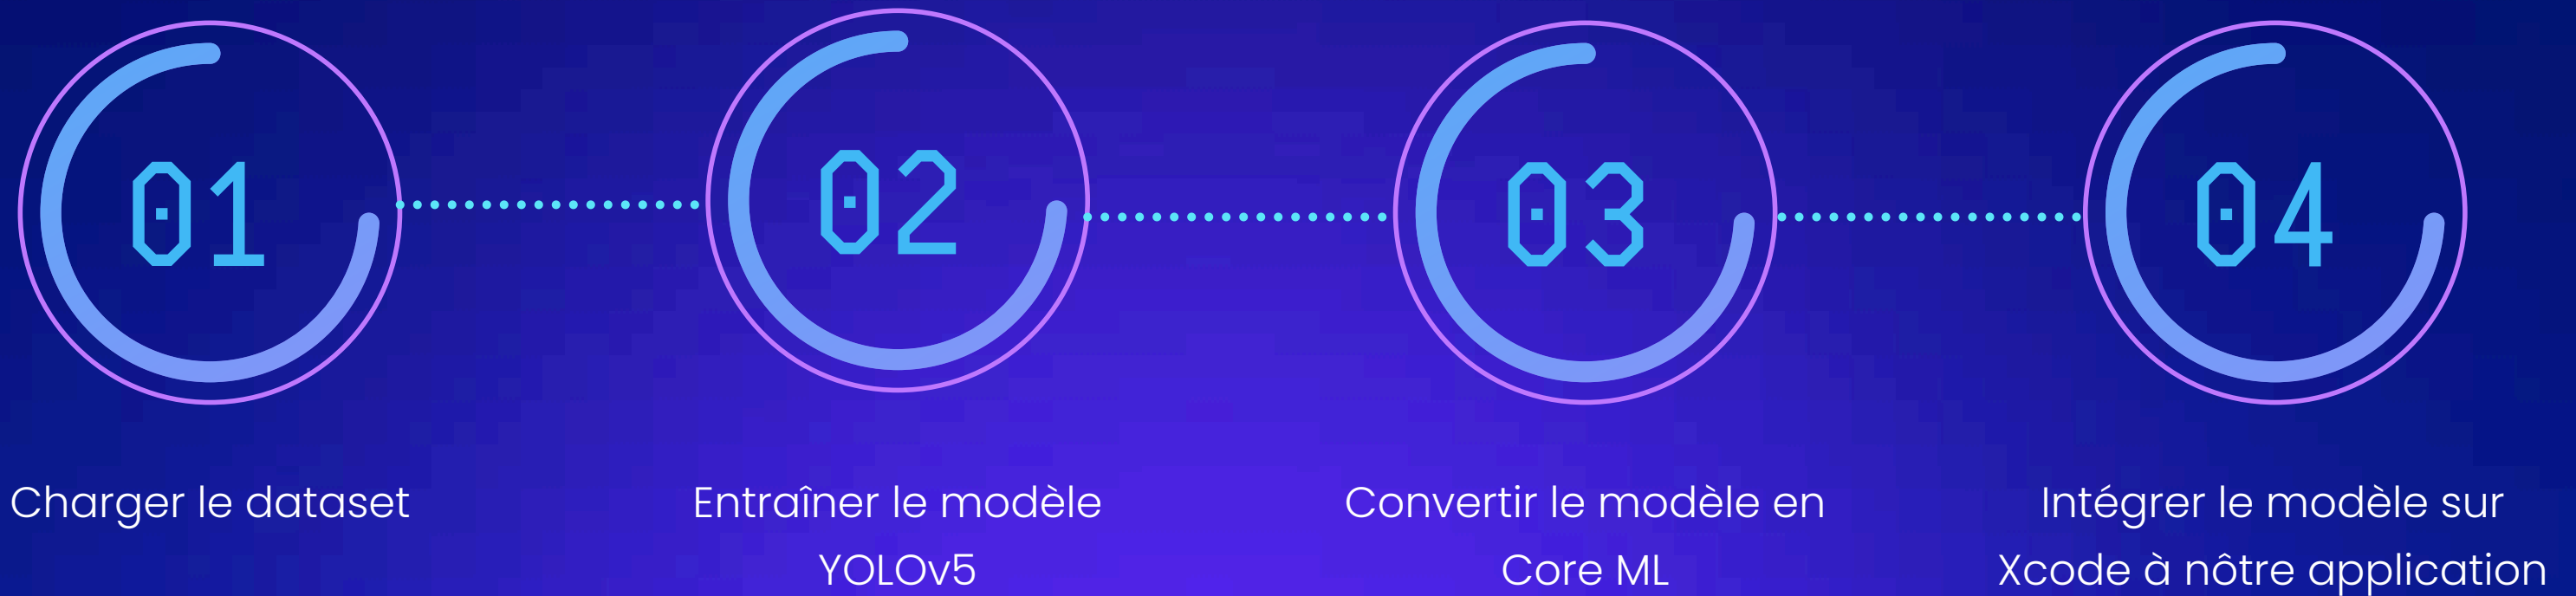 01
02
03
04
Charger le dataset
Entraîner le modèle
YOLOv5
Convertir le modèle en
Core ML
Intégrer le modèle sur
Xcode à nôtre application